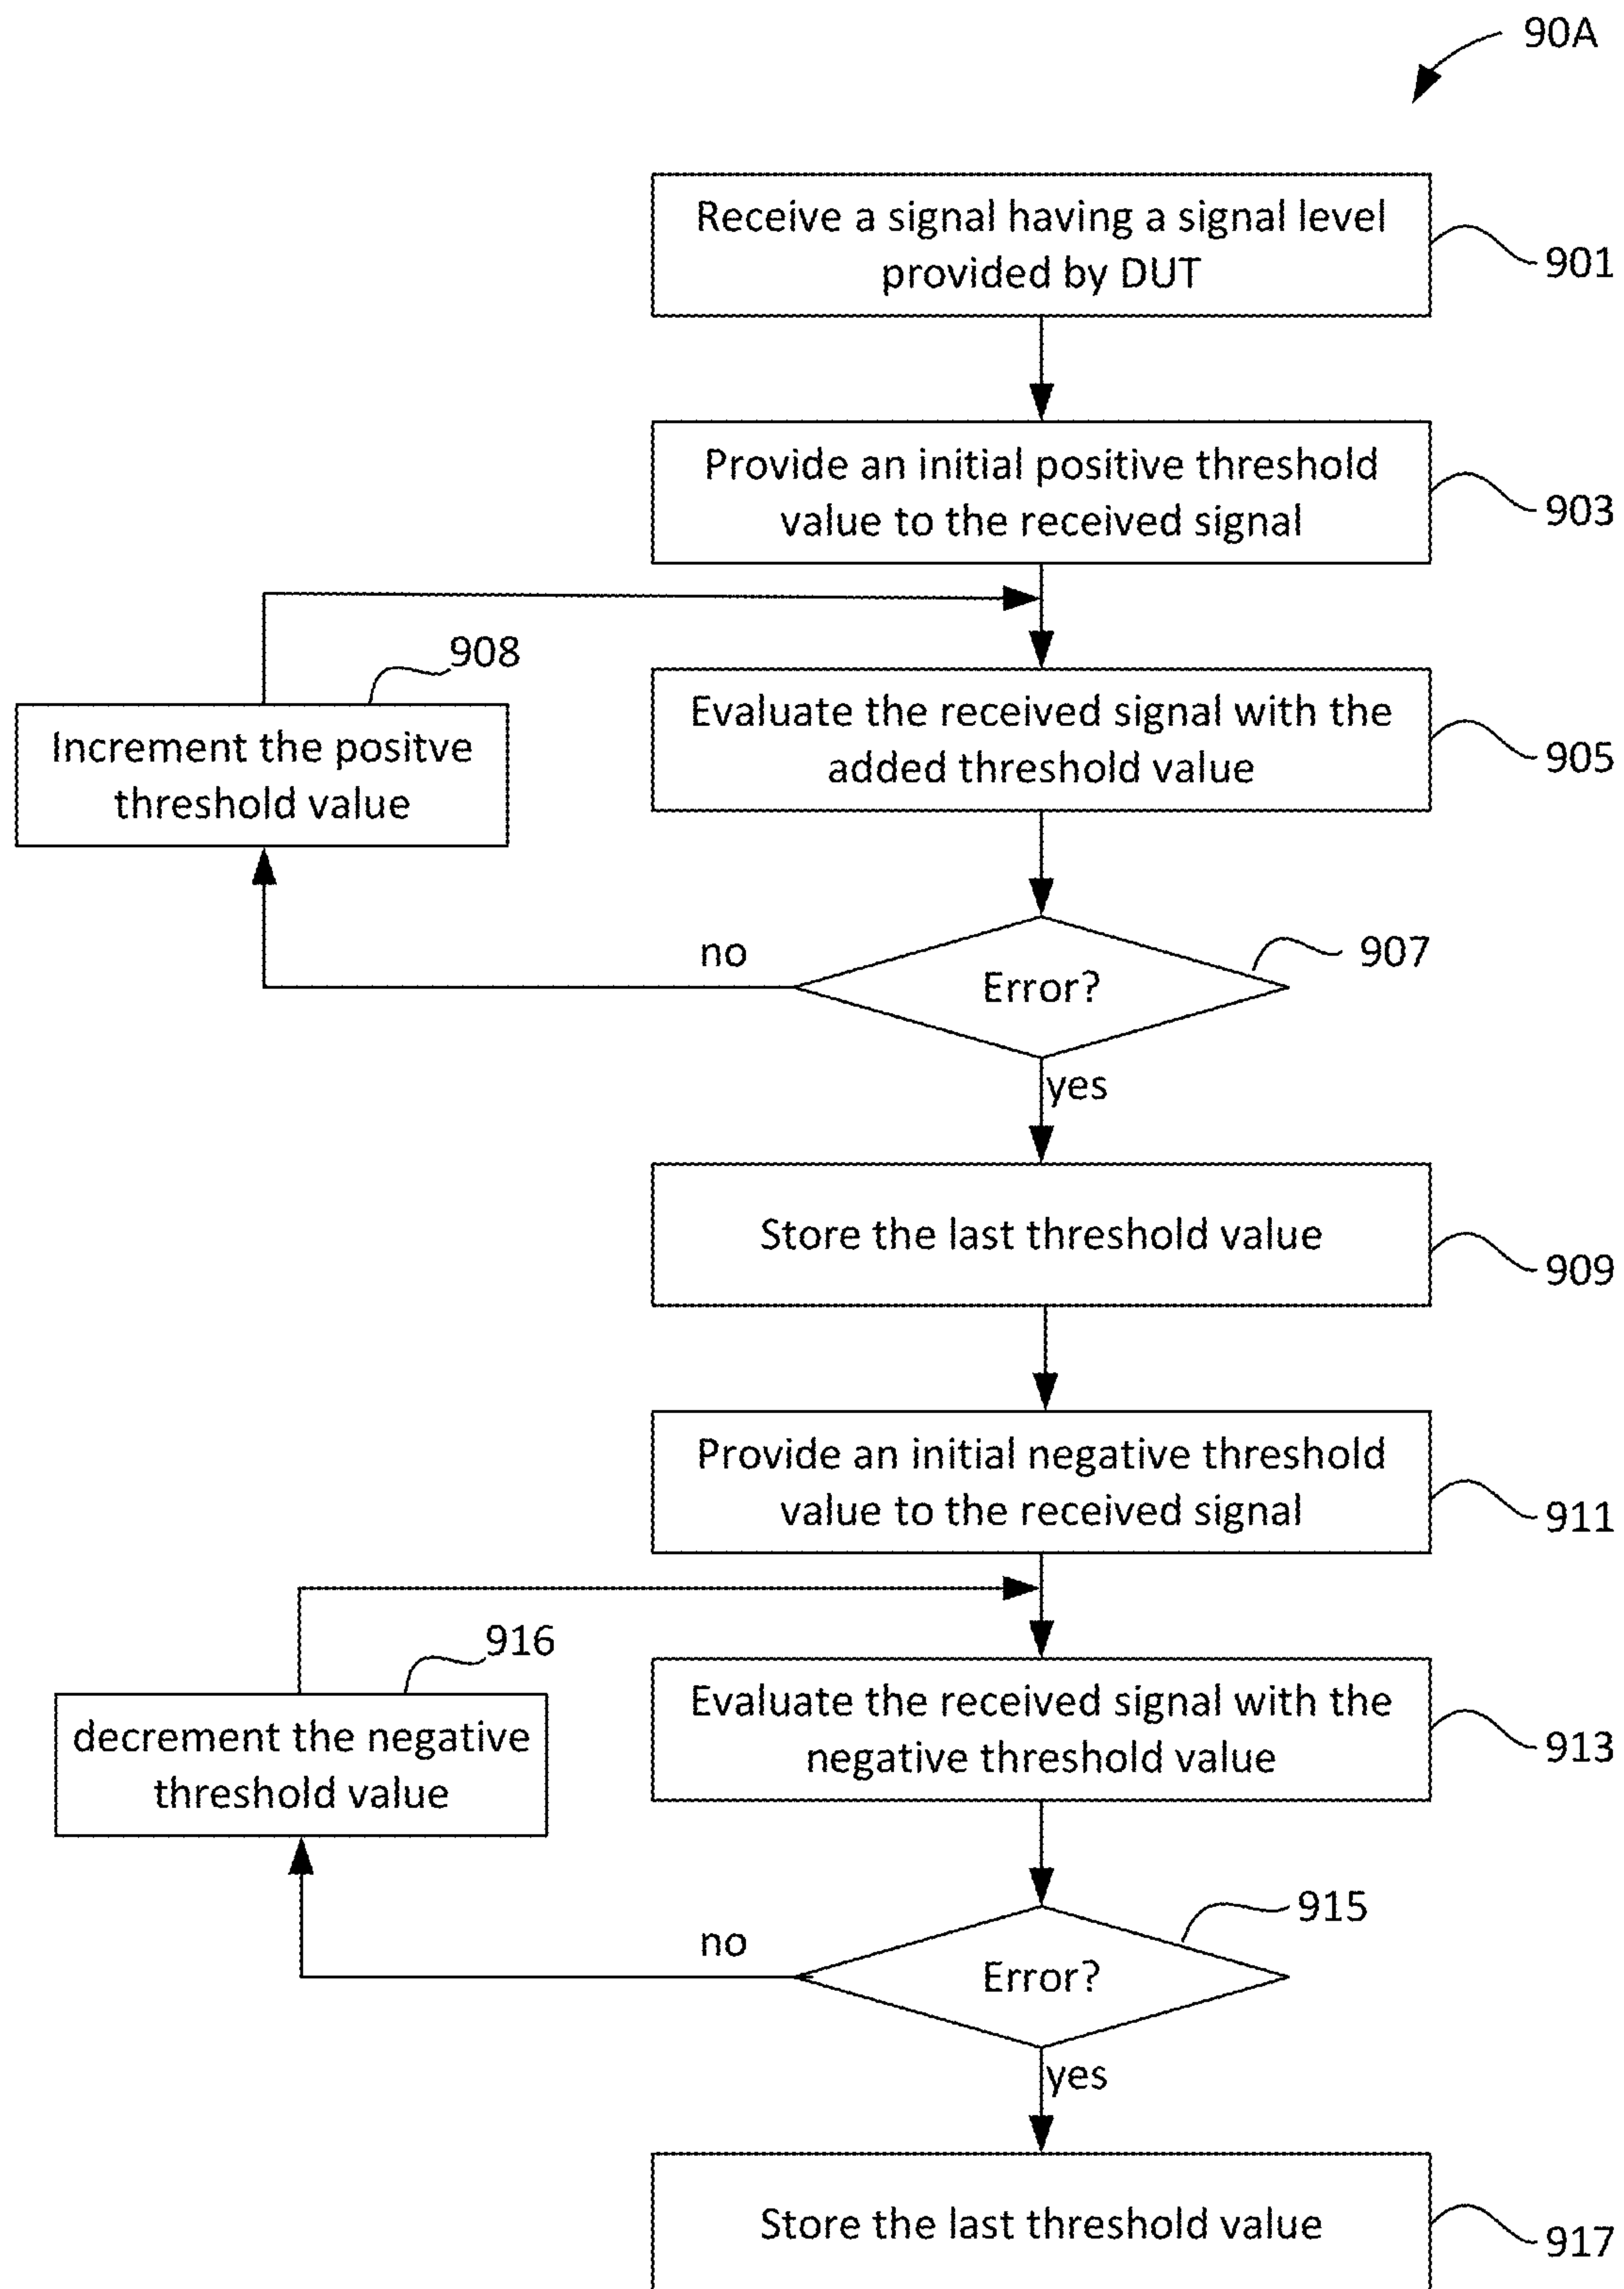 90A
Receive a signal having a signal level
provided by DUT
901
Provide an initial positive threshold
value to the received signal
903
908
Increment the positve
threshold value
Evaluate the received signal with the
added threshold value
905
no
Error?
907
yes
Store the last threshold value
909
Provide an initial negative threshold
value to the received signal
911
916
decrement the negative
threshold value
Evaluate the received signal with the
negative threshold value
913
no
Error?
915
yes
Store the last threshold value
917